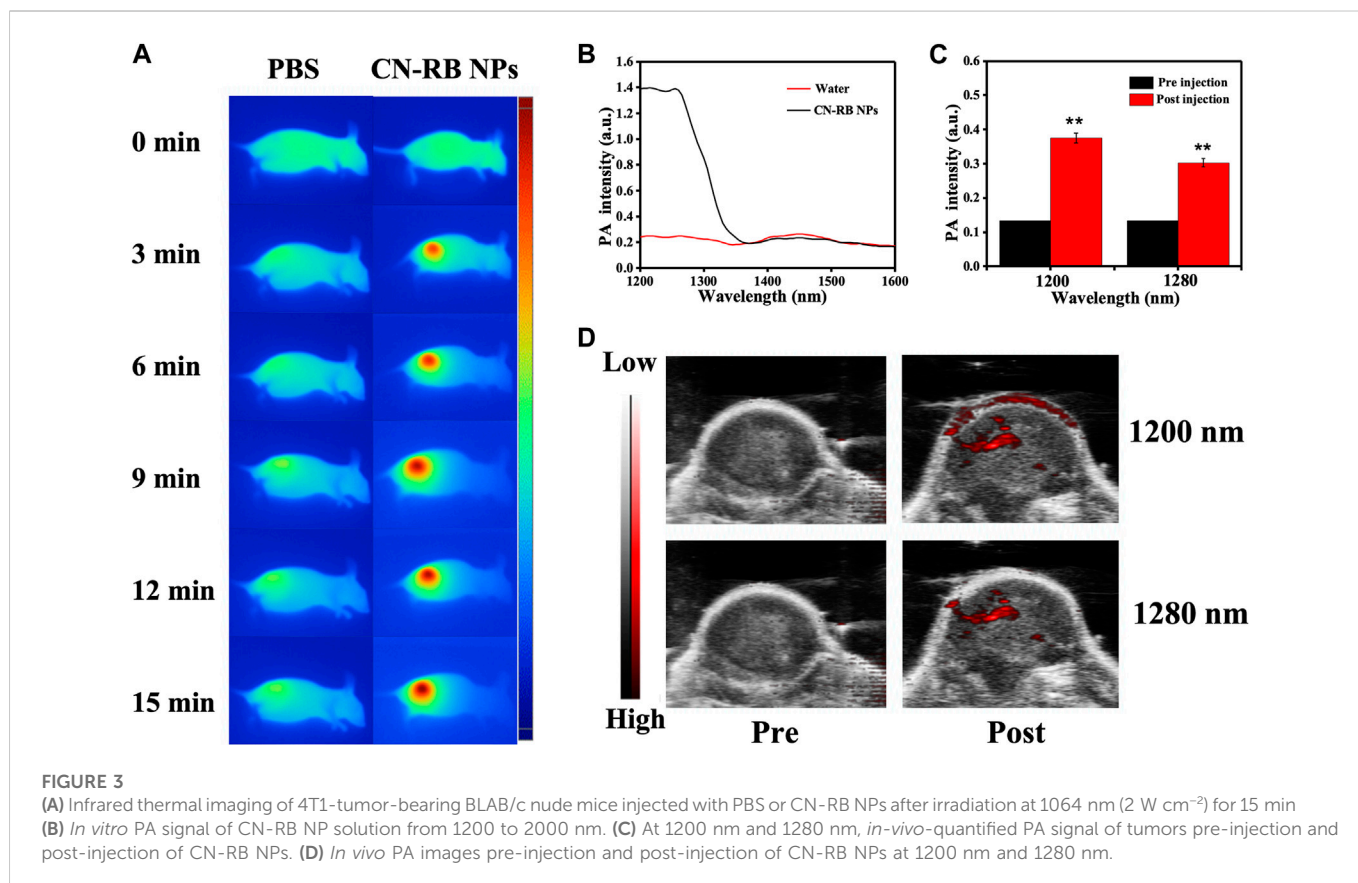 A
PBS CN-RB NPs
0 min
3 min
6 min
9 min
12 min
15 min
B
PA intensity (a.u.)
1.6
1.4
1.2
1.0
0.8
0.6
0.4
0.2
0.0
Water
CN-RB NPs
1200 1300 1400 1500 1600
Wavelength (nm)
C
PA intensity (a.u.)
0.6
0.5
0.4
0.3
0.2
0.1
0.0
Pre injection
Post injection
** **
1200 1280
Wavelength (nm)
D
Low
High
1200 nm
1280 nm
Pre Post
FIGURE 3
(A) Infrared thermal imaging of 4T1-tumor-bearing BLAB/c nude mice injected with PBS or CN-RB NPs after irradiation at 1064 nm (2 W cm⁻²) for 15 min
(B) In vitro PA signal of CN-RB NP solution from 1200 to 2000 nm. (C) At 1200 nm and 1280 nm, in-vivo-quantified PA signal of tumors pre-injection and
post-injection of CN-RB NPs. (D) In vivo PA images pre-injection and post-injection of CN-RB NPs at 1200 nm and 1280 nm.